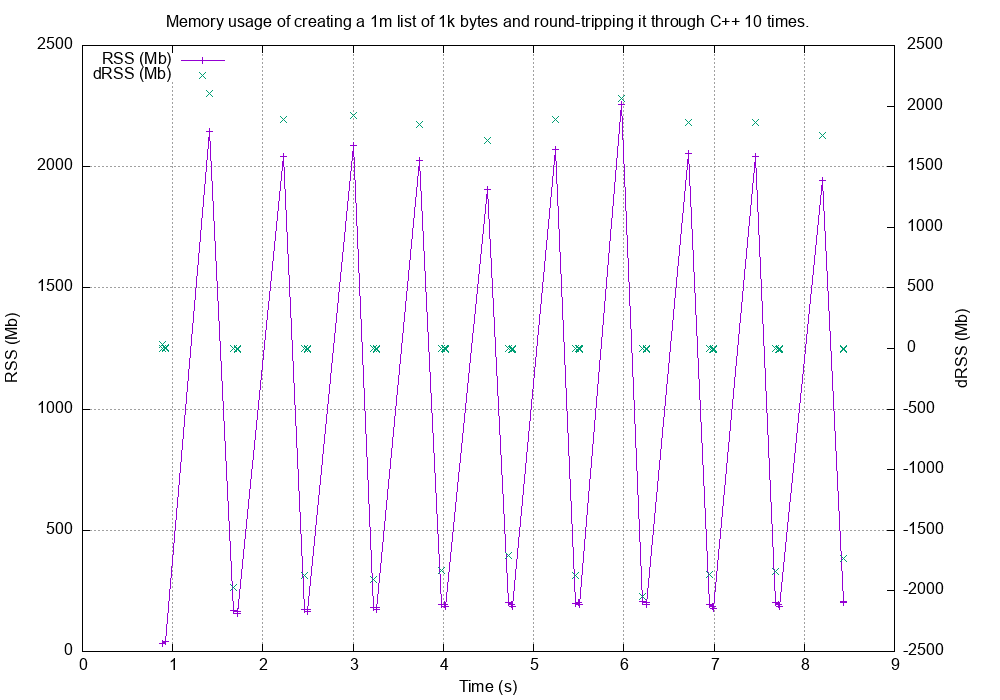 Memory usage of creating a 1m list of 1k bytes and round-tripping it through C++ 10 times.
2500
2000
1500
1000
500
0
RSS (Mb)
RSS (Mb)
dRSS (Mb)
2500
2000
1500
1000
500
0
-500
-1000
-1500
-2000
-2500
dRSS (Mb)
0 1 2 3 4 5 6 7 8 9
Time (s)